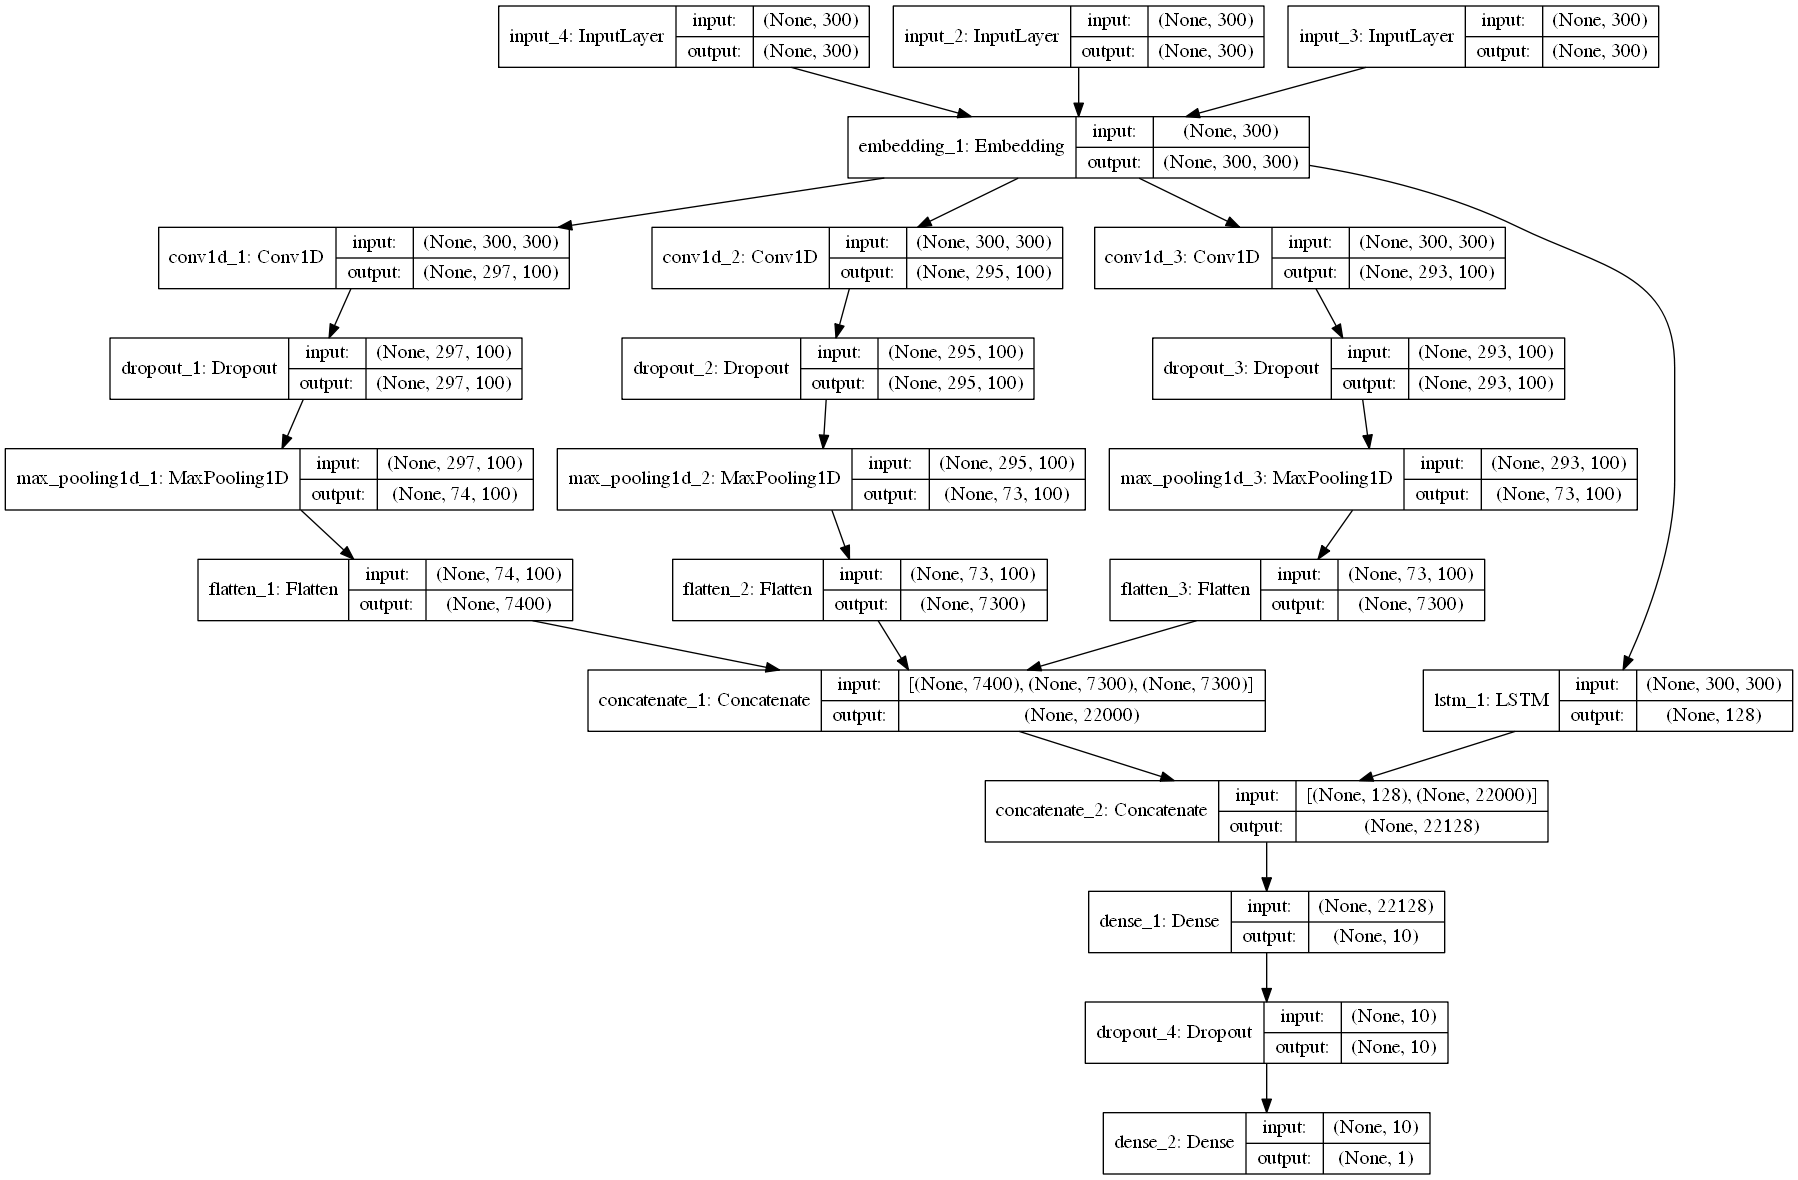 input_4: InputLayer input: (None, 300)
output: (None, 300)
input_2: InputLayer input: (None, 300)
output: (None, 300)
input_3: InputLayer input: (None, 300)
output: (None, 300)
embedding_1: Embedding input: (None, 300)
output: (None, 300, 300)
conv1d_1: Conv1D input: (None, 300, 300)
output: (None, 297, 100)
conv1d_2: Conv1D input: (None, 300, 300)
output: (None, 295, 100)
conv1d_3: Conv1D input: (None, 300, 300)
output: (None, 293, 100)
dropout_1: Dropout input: (None, 297, 100)
output: (None, 297, 100)
dropout_2: Dropout input: (None, 295, 100)
output: (None, 295, 100)
dropout_3: Dropout input: (None, 293, 100)
output: (None, 293, 100)
max_pooling1d_1: MaxPooling1D input: (None, 297, 100)
output: (None, 74, 100)
max_pooling1d_2: MaxPooling1D input: (None, 295, 100)
output: (None, 73, 100)
max_pooling1d_3: MaxPooling1D input: (None, 293, 100)
output: (None, 73, 100)
flatten_1: Flatten input: (None, 74, 100)
output: (None, 7400)
flatten_2: Flatten input: (None, 73, 100)
output: (None, 7300)
flatten_3: Flatten input: (None, 73, 100)
output: (None, 7300)
concatenate_1: Concatenate input: [(None, 7400), (None, 7300), (None, 7300)]
output: (None, 22000)
lstm_1: LSTM input: (None, 300, 300)
output: (None, 128)
concatenate_2: Concatenate input: [(None, 128), (None, 22000)]
output: (None, 22128)
dense_1: Dense input: (None, 22128)
output: (None, 10)
dropout_4: Dropout input: (None, 10)
output: (None, 10)
dense_2: Dense input: (None, 10)
output: (None, 1)